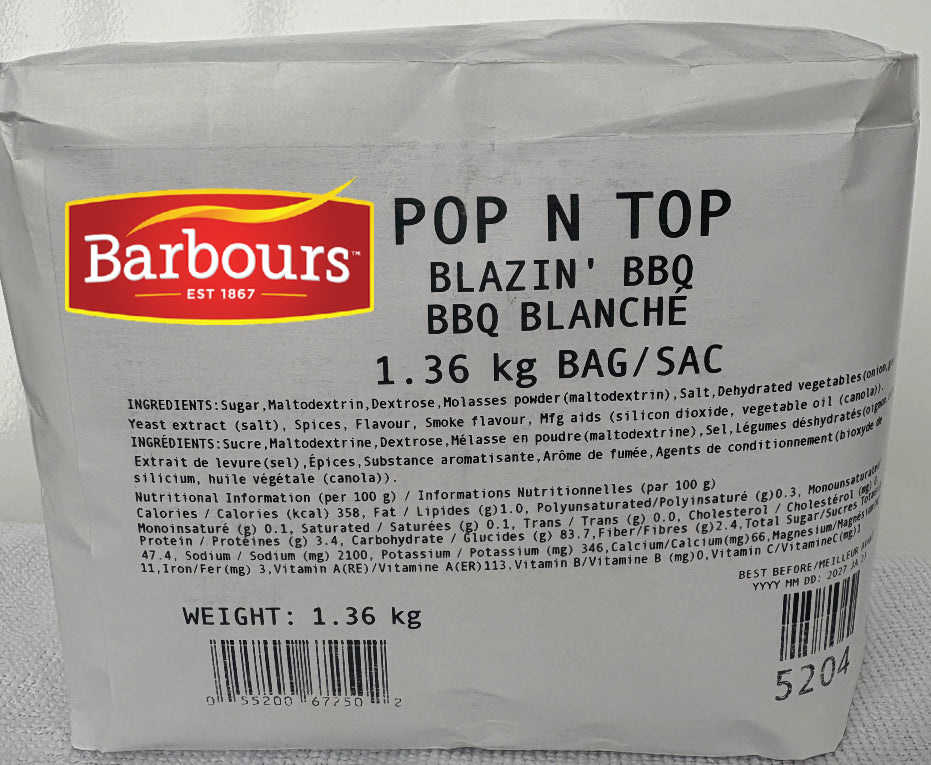 Barbours™
EST 1867
POP N TOP
BLAZIN' BBQ
BBQ BLANCHÉ
1.36 kg BAG/SAC
INGREDIENTS:Sugar,Maltodextrin,Dextrose,Molasses powder(maltodextrin),Salt,Dehydrated vegetables(onion,
Yeast extract (salt), Spices, Flavour, Smoke flavour, Mfg aids (silicon dioxide, vegetable oil (canola)).
INGRÉDIENTS:Sucre,Maltodextrine,Dextrose,Mélasse en poudre(maltodextrine),Sel,Légumes déshydratés(oignon,
Extrait de levure(sel),Épices,Substance aromatisante,Arôme de fumée,Agents de conditionnement(bioxyde de
silicium, huile végétale (canola)).
Nutritional Information (per 100 g) / Informations Nutritionnelles (par 100 g)
Calories / Calories (kcal) 358, Fat / Lipides (g)1.0, Polyunsaturated/Polyinsaturé (g)0.3, Monounsaturated
Monoinsaturé (g) 0.1, Saturated / Saturées (g) 0.1, Trans / Trans (g) 0.0, Cholesterol / Cholestérol (mg) 0,
Protein / Protéines (g) 3.4, Carbohydrate / Glucides (g) 83.7,Fiber/Fibres (g)2.4,Total Sugar/Sucres Totaux
47.4, Sodium / Sodium (mg) 2100, Potassium / Potassium (mg) 346,Calcium/Calcium(mg)66,Magnesium/Magnésium
11,Iron/Fer(mg) 3,Vitamin A(RE)/Vitamine A(ER)113,Vitamin B/Vitamine B (mg)0,Vitamin C/VitamineC(mg)
BEST BEFORE/MEILLEUR AVANT
YYYY MM DD: 2027 JA
WEIGHT: 1.36 kg
0 55200 67250 2
5204